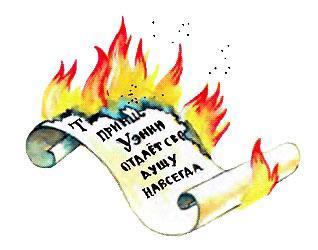 ПРИНЦ
Уэнни
отдаёт сво
душу
навсегда